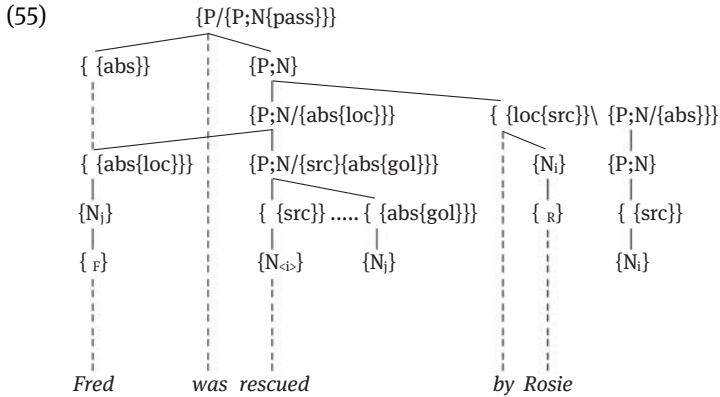 (55) {P/{P;N{pass}}}
{ {abs}} {P;N}
{P;N/{abs{loc}}} { {loc{src}}\ {P;N/{abs}}}
{ {abs{loc}}} {P;N/{src}{abs{gol}}} {Nᵢ} {P;N}
{Nⱼ} { {src}} ..... { {abs{gol}}} { R} { {src}}
{ F} {N<i>} {Nⱼ} {Nᵢ}
Fred was rescued by Rosie